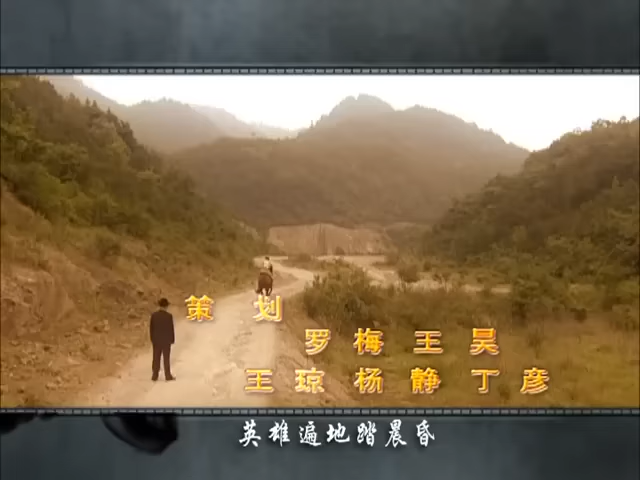 策划
罗梅王昊
王琼杨静丁彦
英雄遍地踏晨昏